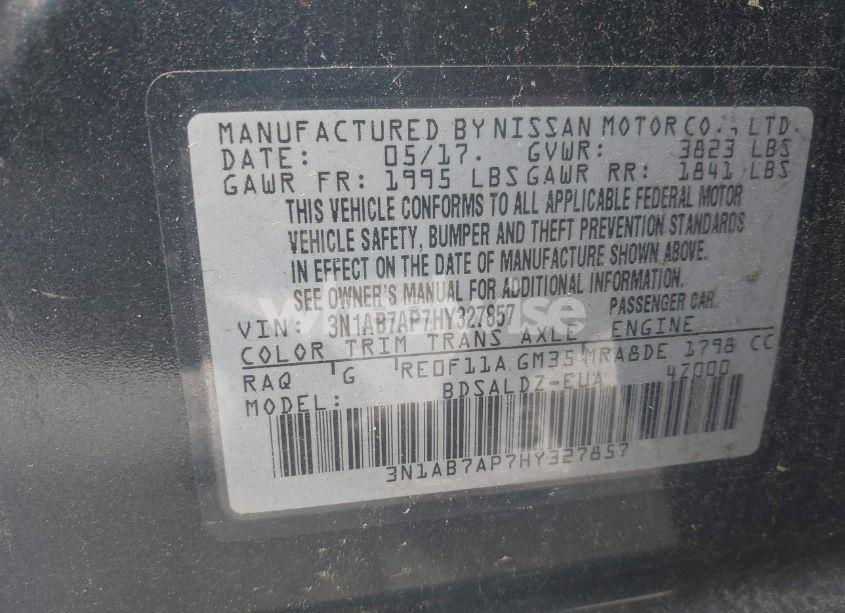 MANUFACTURED BY NISSAN MOTOR CO., LTD.
DATE: 05/17. GVWR: 3823 LBS
GAWR FR: 1995 LBS GAWR RR: 1841 LBS
THIS VEHICLE CONFORMS TO ALL APPLICABLE FEDERAL MOTOR
VEHICLE SAFETY, BUMPER AND THEFT PREVENTION STANDARDS
IN EFFECT ON THE DATE OF MANUFACTURE SHOWN ABOVE.
SEE OWNER'S MANUAL FOR ADDITIONAL INFORMATION.
VIN: 3N1AB7AP7HY327857 PASSENGER CAR.
COLOR TRIM TRANS AXLE ENGINE
RAQ G RE0F11A GM35 MRA8DE 1798 CC
MODEL: BDSALDZ-EUA 47000
3N1AB7AP7HY327857